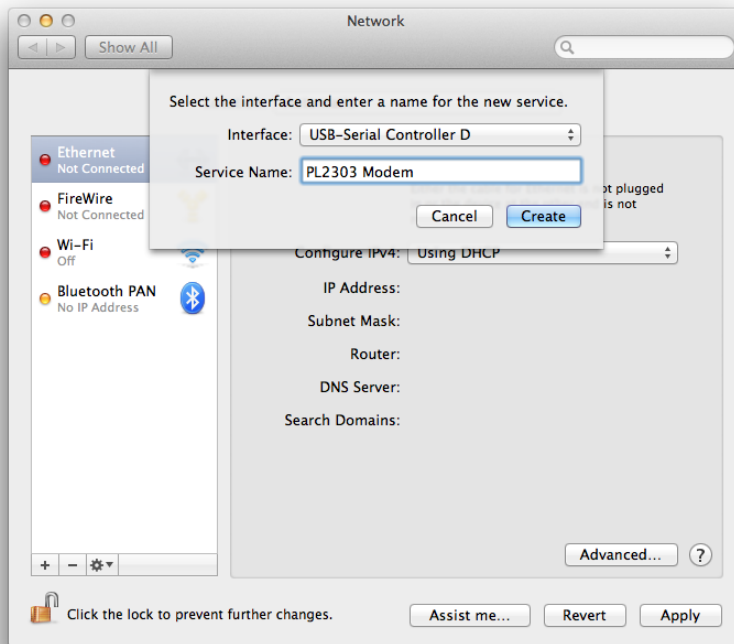 Network
Show All
Select the interface and enter a name for the new service.
Interface: USB-Serial Controller D
Service Name: PL2303 Modem
Cancel Create
Ethernet
Not Connected
FireWire
Not Connected
Wi-Fi
Off
Bluetooth PAN
No IP Address
not plugged
is not
Configure IPv4: Using DHCP
IP Address:
Subnet Mask:
Router:
DNS Server:
Search Domains:
Advanced... ?
+ −
Click the lock to prevent further changes.
Assist me... Revert Apply